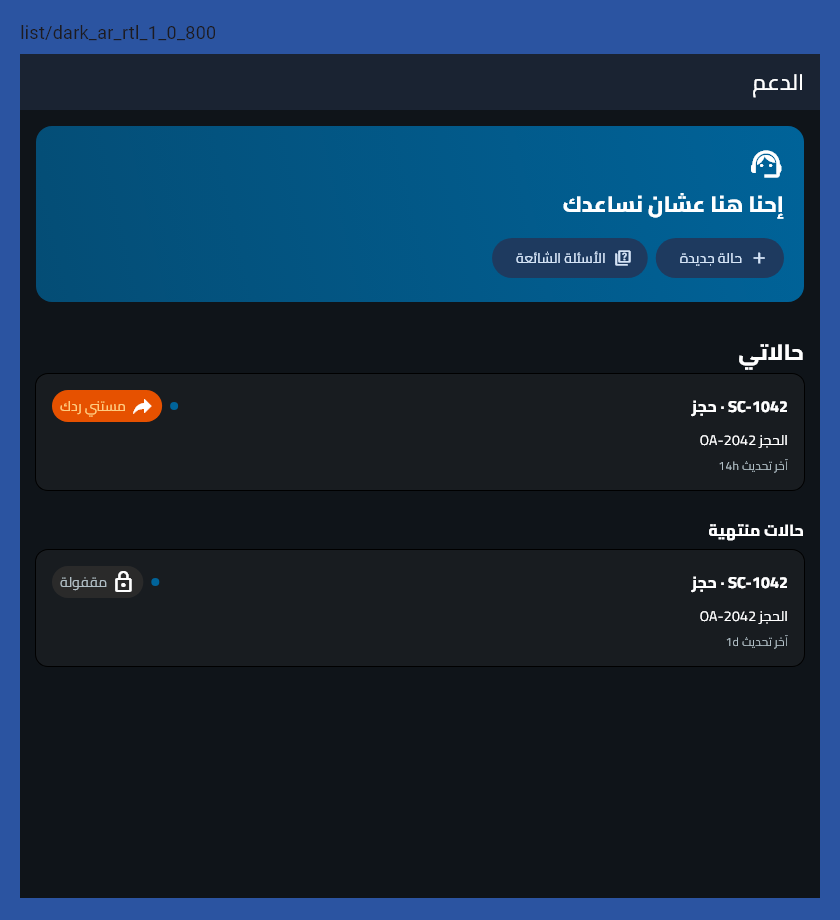 list/dark_ar_rtl_1_0_800
الدعم
إحنا هنا عشان نساعدك
حالة جديدة
الأسئلة الشائعة
حالاتي
SC-1042 · حجز
مستني ردك
الحجز OA-2042
آخر تحديث 14h
حالات منتهية
SC-1042 · حجز
مقفولة
الحجز OA-2042
آخر تحديث 1d